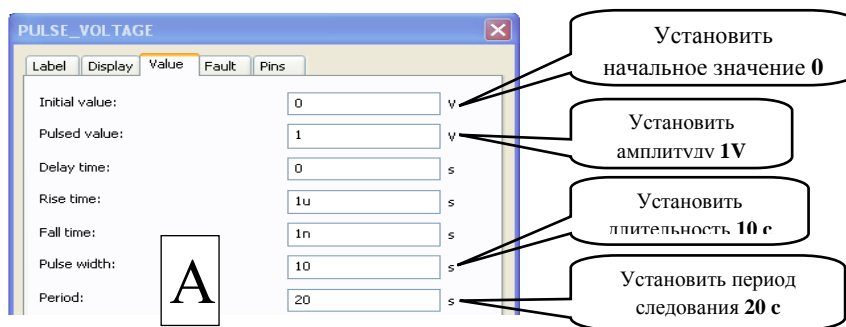 PULSE_VOLTAGE
Label Display Value Fault Pins
Initial value: 0 V
Pulsed value: 1 V
Delay time: 0 s
Rise time: 1u s
Fall time: 1n s
Pulse width: 10 s
Period: 20 s
A
Установить
начальное значение 0
Установить
амплитуду 1V
Установить
длительность 10 с
Установить период
следования 20 с